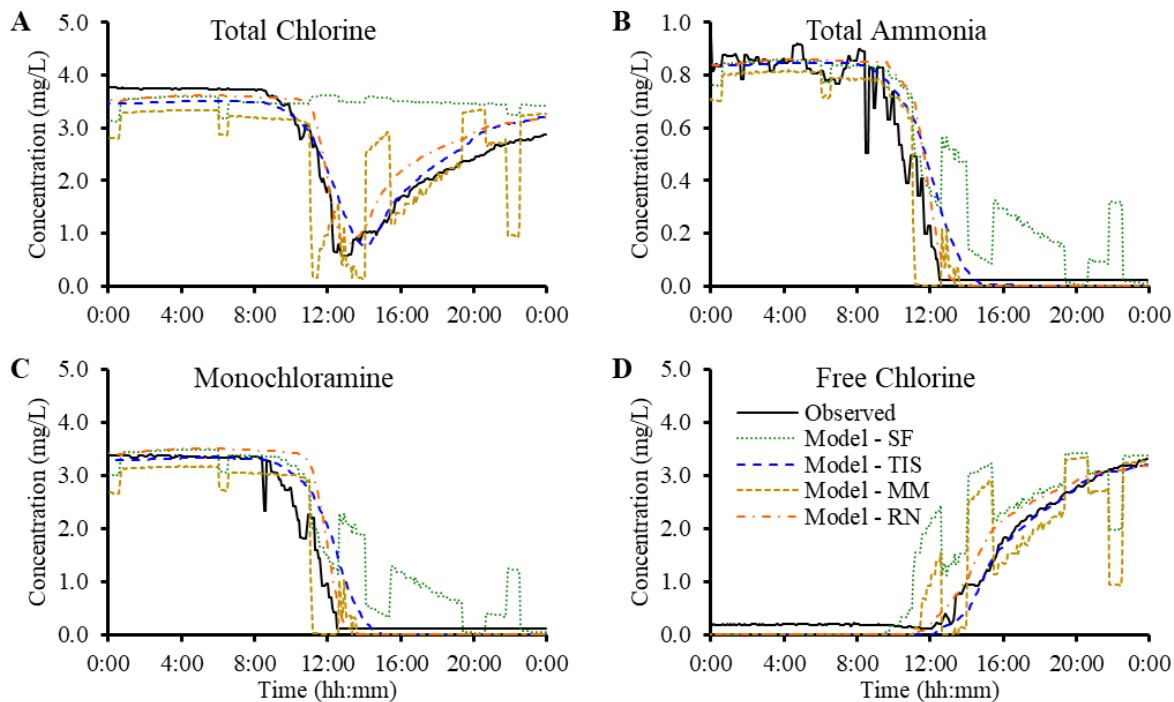 A
Total Chlorine
Concentration (mg/L)
5.0
4.0
3.0
2.0
1.0
0.0
0:00 4:00 8:00 12:00 16:00 20:00 0:00
B
Total Ammonia
Concentration (mg/L)
1.0
0.8
0.6
0.4
0.2
0.0
0:00 4:00 8:00 12:00 16:00 20:00 0:00
C
Monochloramine
Concentration (mg/L)
5.0
4.0
3.0
2.0
1.0
0.0
0:00 4:00 8:00 12:00 16:00 20:00 0:00
Time (hh:mm)
D
Free Chlorine
Concentration (mg/L)
5.0
4.0
3.0
2.0
1.0
0.0
Observed
Model - SF
Model - TIS
Model - MM
Model - RN
0:00 4:00 8:00 12:00 16:00 20:00 0:00
Time (hh:mm)